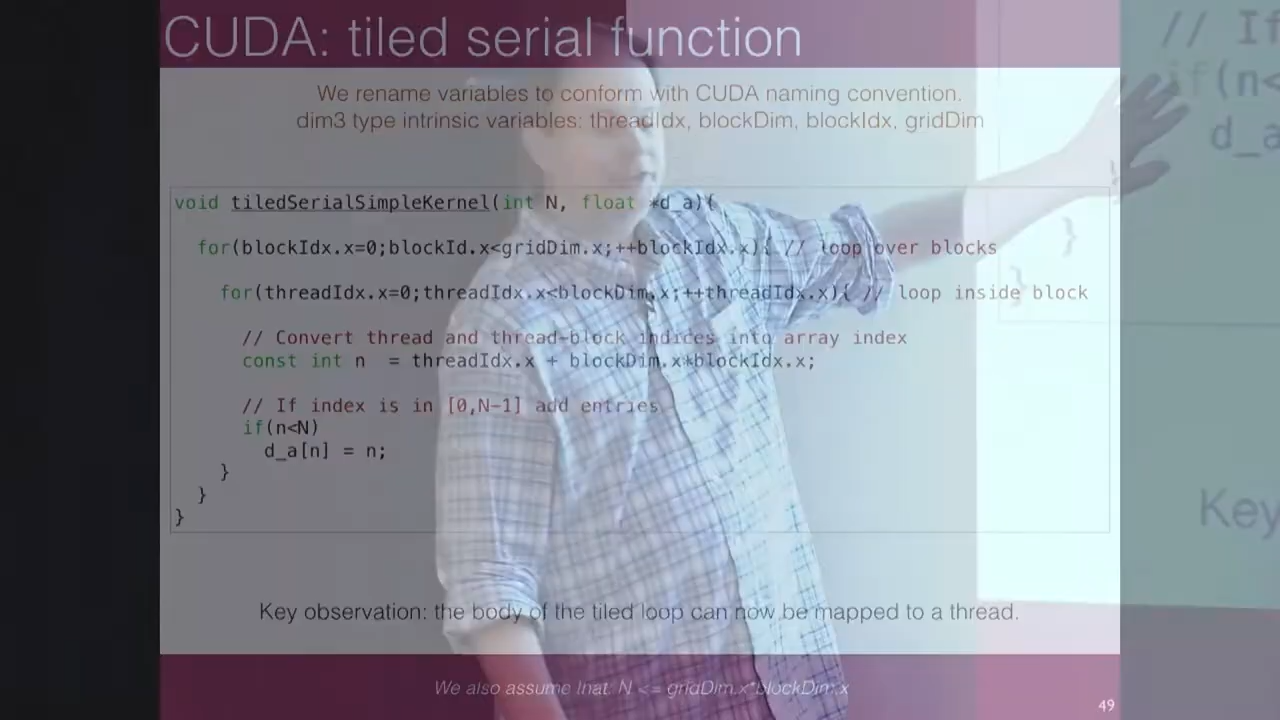 CUDA: tiled serial function
We rename variables to conform with CUDA naming convention.
dim3 type intrinsic variables: threadIdx, blockDim, blockIdx, gridDim
void tiledSerialSimpleKernel(int N, float *d_a){
for(blockIdx.x=0;blockId.x<gridDim.x;++blockIdx.x){ // loop over blocks
for(threadIdx.x=0;threadIdx.x<blockDim.x;++threadIdx.x){ // loop inside block
// Convert thread and thread-block indices into array index
const int n = threadIdx.x + blockDim.x*blockIdx.x;
// If index is in [0,N-1] add entries
if(n<N)
d_a[n] = n;
}
}
}
Key observation: the body of the tiled loop can now be mapped to a thread.
We also assume that: N <= gridDim.x*blockDim.x
49
// If
if(n<
d_a
}
}
Key